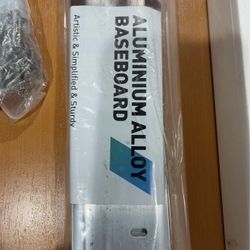 ALUMINIUM ALLOY
BASEBOARD
Artistic & Simplified & Sturdy